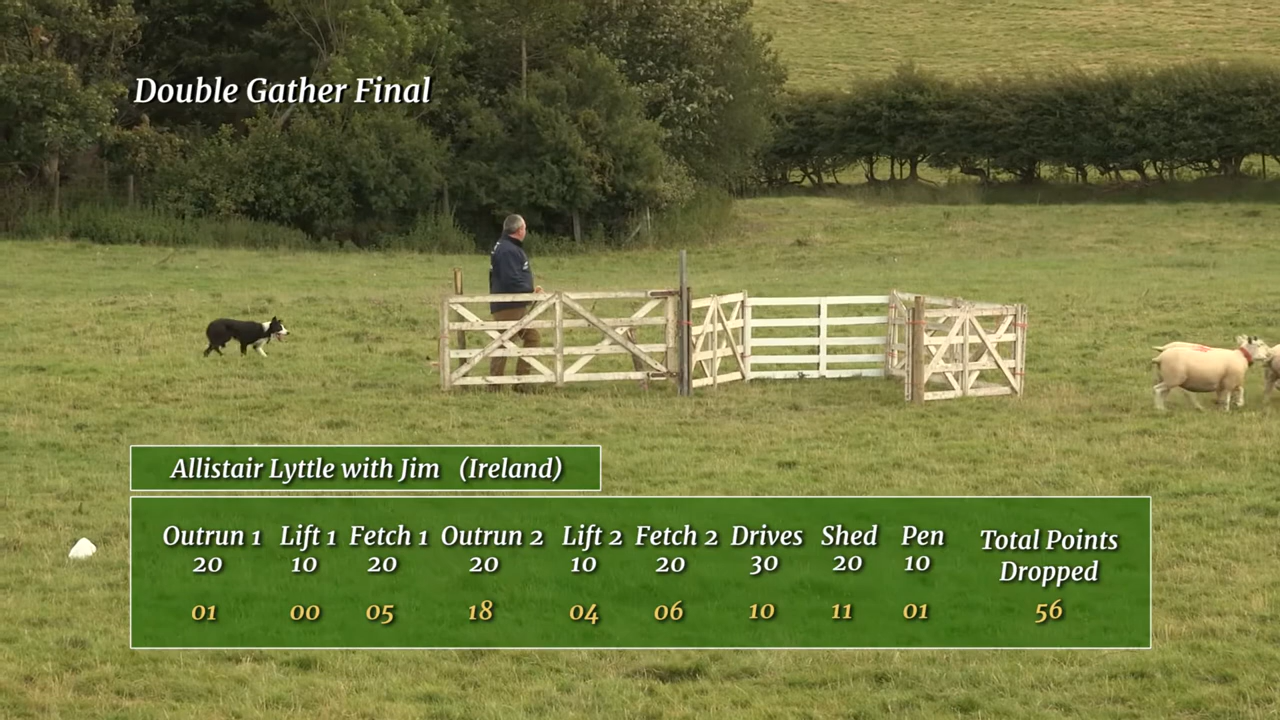 Double Gather Final
Allistair Lyttle with Jim (Ireland)
Outrun 1 Lift 1 Fetch 1 Outrun 2 Lift 2 Fetch 2 Drives Shed Pen Total Points Dropped
20 10 20 20 10 20 30 20 10
01 00 05 18 04 06 10 11 01 56